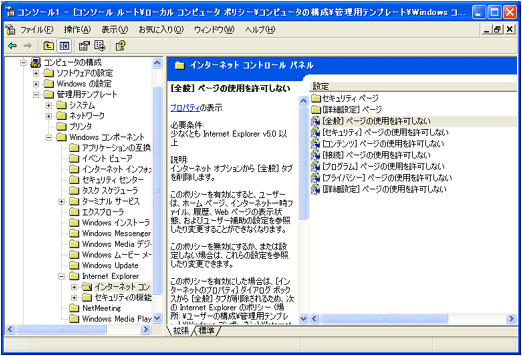 コンソール1 - [コンソール ルート¥ローカル コンピュータ ポリシー¥コンピュータの構成¥管理用テンプレート¥Windows コ...
ファイル(F) 操作(A) 表示(V) お気に入り(O) ウィンドウ(W) ヘルプ(H)
コンピュータの構成
ソフトウェアの設定
Windows の設定
管理用テンプレート
システム
ネットワーク
プリンタ
Windows コンポーネント
アプリケーションの互換
イベント ビューア
インターネット インフォ
セキュリティ センター
タスク スケジューラ
ターミナル サービス
エクスプローラ
Windows インストーラ
Windows Messenger
Windows Media デジ
Windows ムービー メー
Windows Update
Internet Explorer
インターネット コン
セキュリティの機能
NetMeeting
Windows Media Play
インターネット コントロール パネル
[全般] ページの使用を許可しない
プロパティの表示
必要条件:
少なくとも Internet Explorer v5.0 以
上
説明:
インターネット オプションから [全般] タブ
を削除します。
このポリシーを有効にすると、ユーザー
は、ホーム ページ、インターネット一時フ
ァイル、履歴、Web ページの表示状
態、およびユーザー補助の設定を参照
したり変更することができなくなります。
このポリシーを無効にするか、または設
定しない場合は、これらの設定を参照
したり変更できます。
このポリシーを有効にした場合は、[イン
ターネットのプロパティ] ダイアログ ボック
スから [全般] タブが削除されるため、次
の Internet Explorer のポリシー (場
所: ¥ユーザーの構成¥管理用テンプレ
拡張 標準
設定
セキュリティ ページ
[詳細設定] ページ
[全般] ページの使用を許可しない
[セキュリティ] ページの使用を許可しない
[コンテンツ] ページの使用を許可しない
[接続] ページの使用を許可しない
[プログラム] ページの使用を許可しない
[プライバシー] ページの使用を許可しない
[詳細設定] ページの使用を許可しない